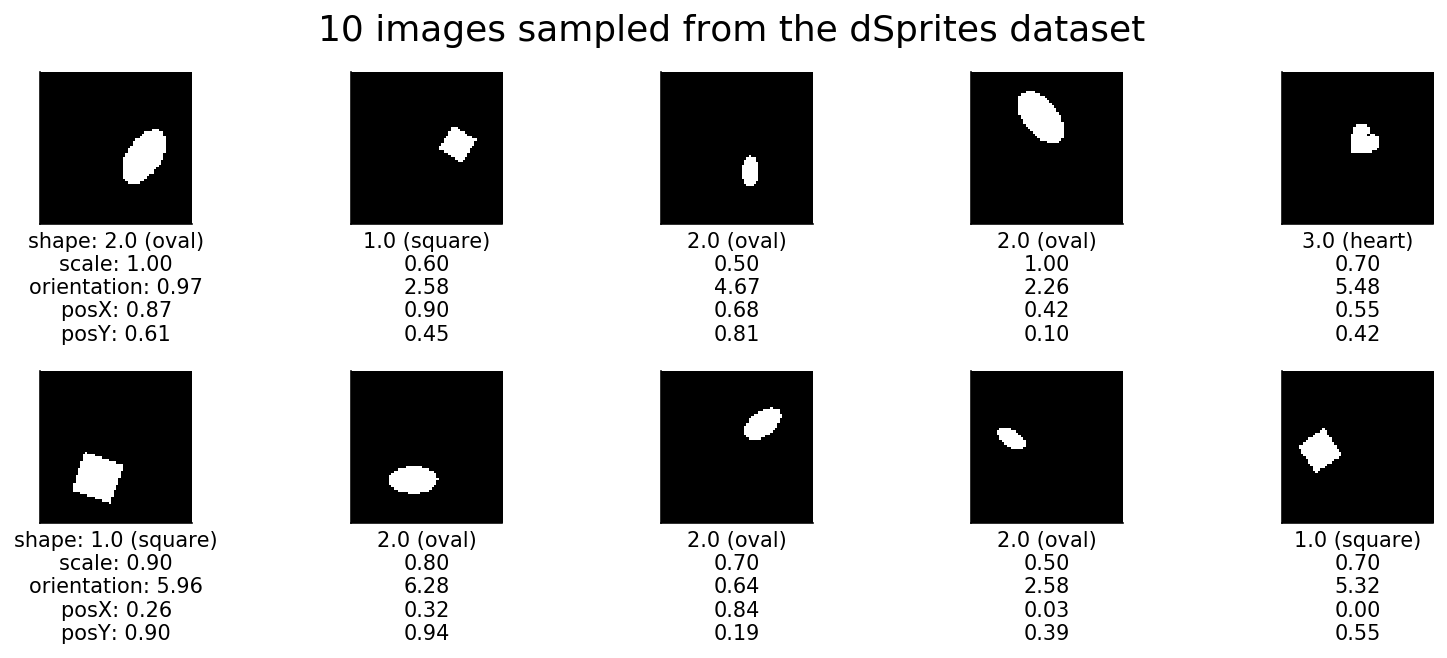 10 images sampled from the dSprites dataset
shape: 2.0 (oval)
scale: 1.00
orientation: 0.97
posX: 0.87
posY: 0.61
1.0 (square)
0.60
2.58
0.90
0.45
2.0 (oval)
0.50
4.67
0.68
0.81
2.0 (oval)
1.00
2.26
0.42
0.10
3.0 (heart)
0.70
5.48
0.55
0.42
shape: 1.0 (square)
scale: 0.90
orientation: 5.96
posX: 0.26
posY: 0.90
2.0 (oval)
0.80
6.28
0.32
0.94
2.0 (oval)
0.70
0.64
0.84
0.19
2.0 (oval)
0.50
2.58
0.03
0.39
1.0 (square)
0.70
5.32
0.00
0.55